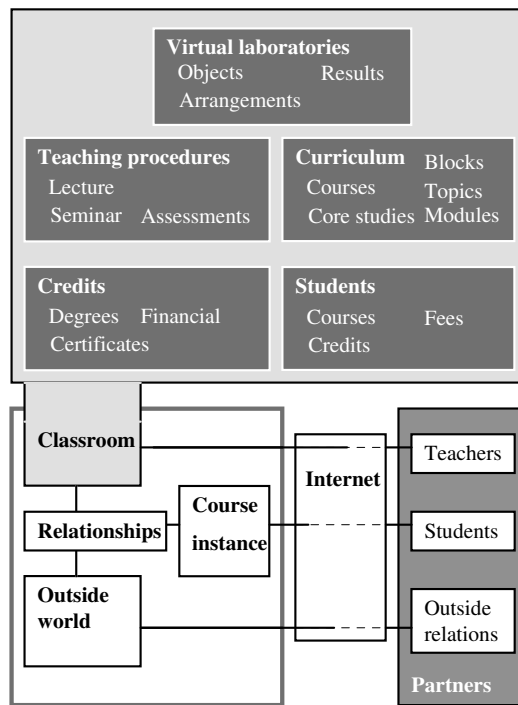 Virtual laboratories
Objects Results
Arrangements
Teaching procedures
Lecture
Seminar Assessments
Curriculum Blocks
Courses Topics
Core studies Modules
Credits
Degrees Financial
Certificates
Students
Courses Fees
Credits
Classroom
Relationships
Course
instance
Outside
world
Internet
Teachers
Students
Outside
relations
Partners